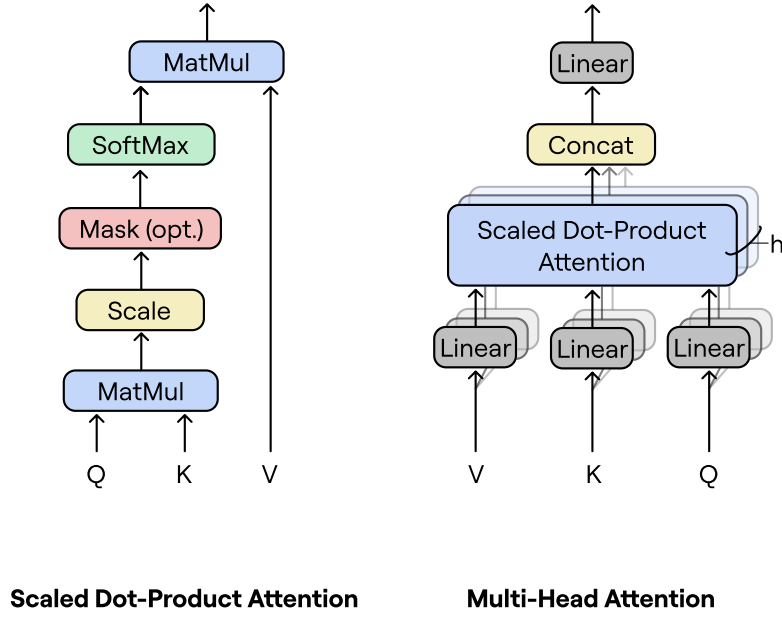 MatMul
SoftMax
Mask (opt.)
Scale
MatMul
Q K V
Scaled Dot-Product Attention
Linear
Concat
Scaled Dot-Product
Attention
h
Linear Linear Linear
V K Q
Multi-Head Attention